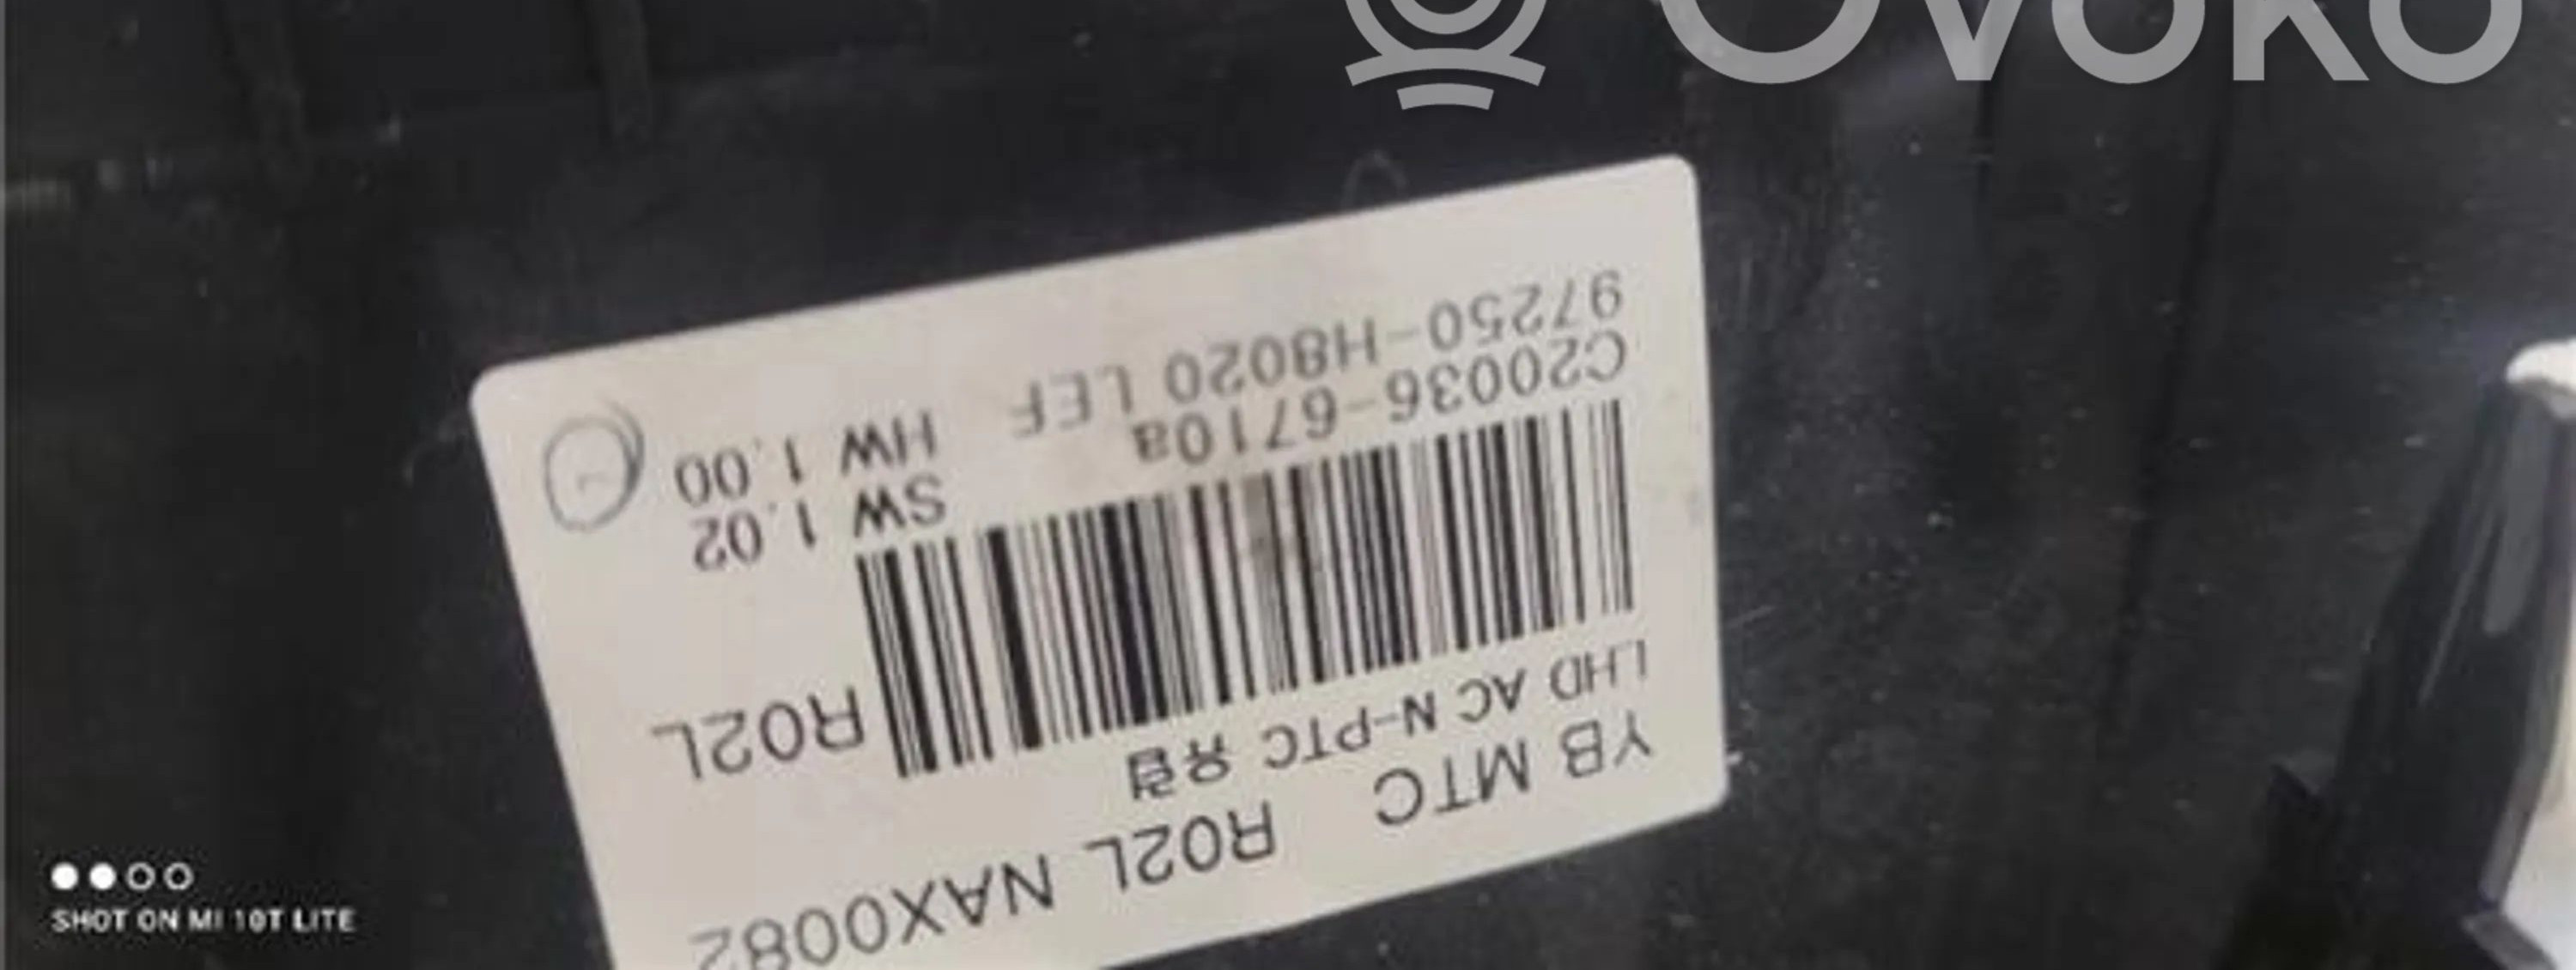 Ovoko
YB MTC R02L NAX0082
LHD AC N-PTC 유럽
R02L
C20036-6710a
SW 1.02
97250-H8020 LEF
HW 1.00
SHOT ON MI 10T LITE